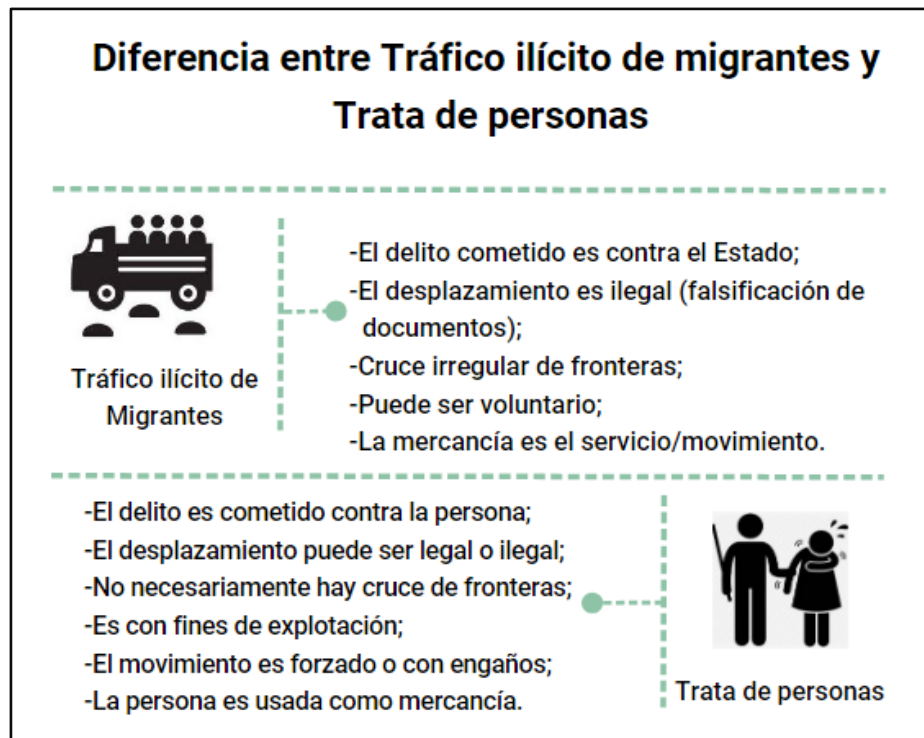 Diferencia entre Tráfico ilícito de migrantes y
Trata de personas
Tráfico ilícito de
Migrantes
-El delito cometido es contra el Estado;
-El desplazamiento es ilegal (falsificación de
documentos);
-Cruce irregular de fronteras;
-Puede ser voluntario;
-La mercancía es el servicio/movimiento.
-El delito es cometido contra la persona;
-El desplazamiento puede ser legal o ilegal;
-No necesariamente hay cruce de fronteras;
-Es con fines de explotación;
-El movimiento es forzado o con engaños;
-La persona es usada como mercancía.
Trata de personas